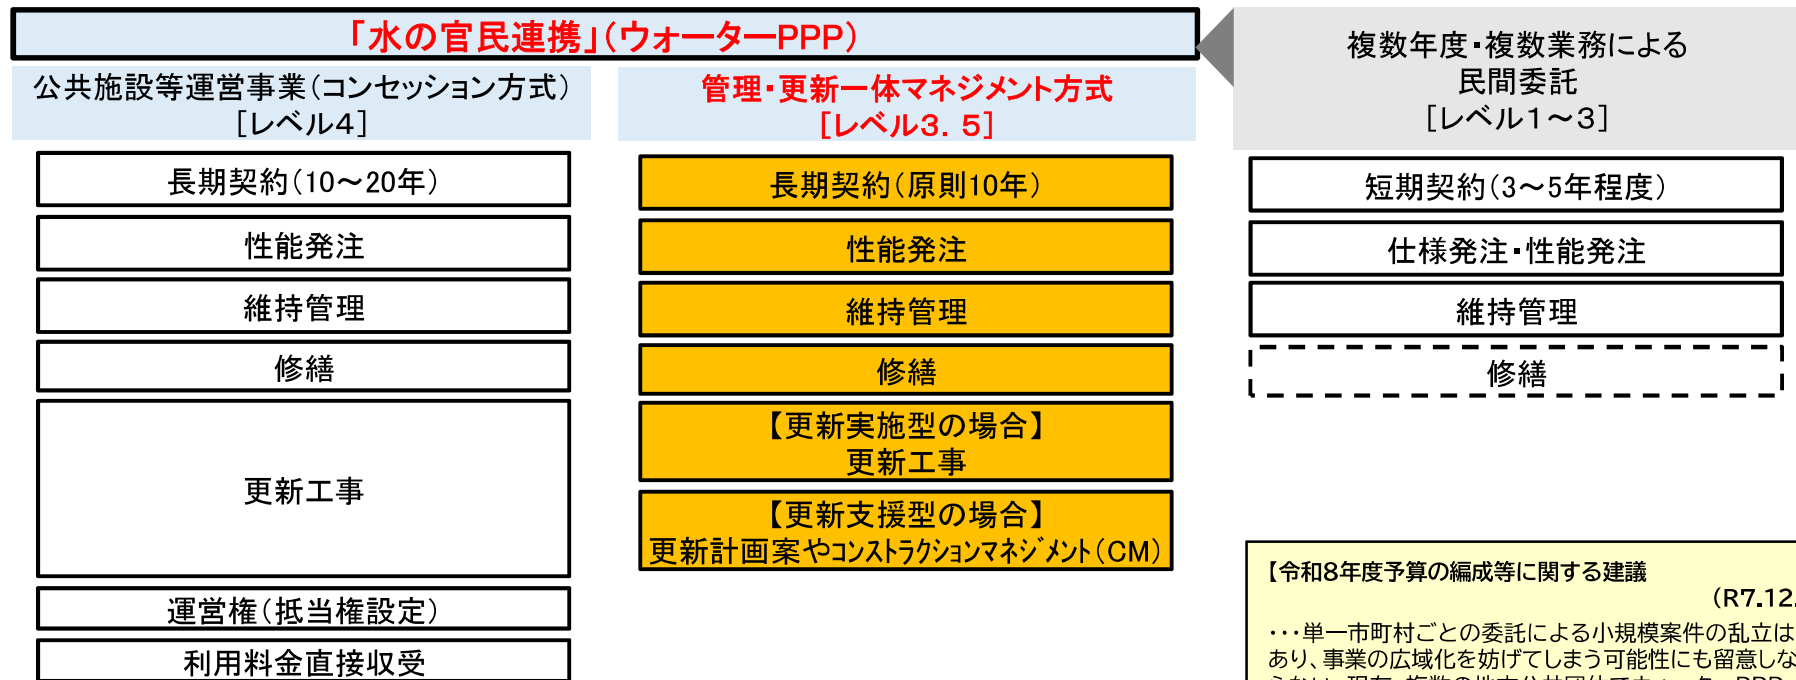 「水の官民連携」(ウォーターPPP)
公共施設等運営事業(コンセッション方式)
[レベル4]
長期契約(10～20年)
性能発注
維持管理
修繕
更新工事
運営権(抵当権設定)
利用料金直接収受
管理・更新一体マネジメント方式
[レベル3．5]
長期契約(原則10年)
性能発注
維持管理
修繕
【更新実施型の場合】
更新工事
【更新支援型の場合】
更新計画案やコンストラクションマネジメント(CM)
複数年度・複数業務による
民間委託
[レベル1～3]
短期契約(3～5年程度)
仕様発注・性能発注
維持管理
修繕
【令和8年度予算の編成等に関する建議
(R7.12.
・・・単一市町村ごとの委託による小規模案件の乱立は
あり、事業の広域化を妨げてしまう可能性にも留意しな